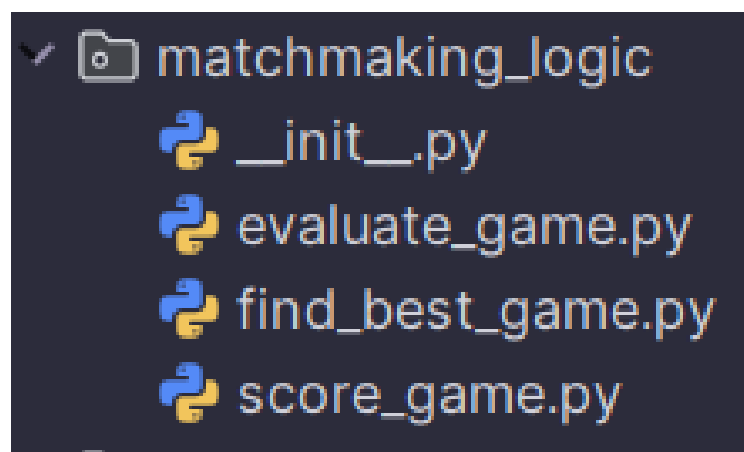 matchmaking_logic
__init__.py
evaluate_game.py
find_best_game.py
score_game.py